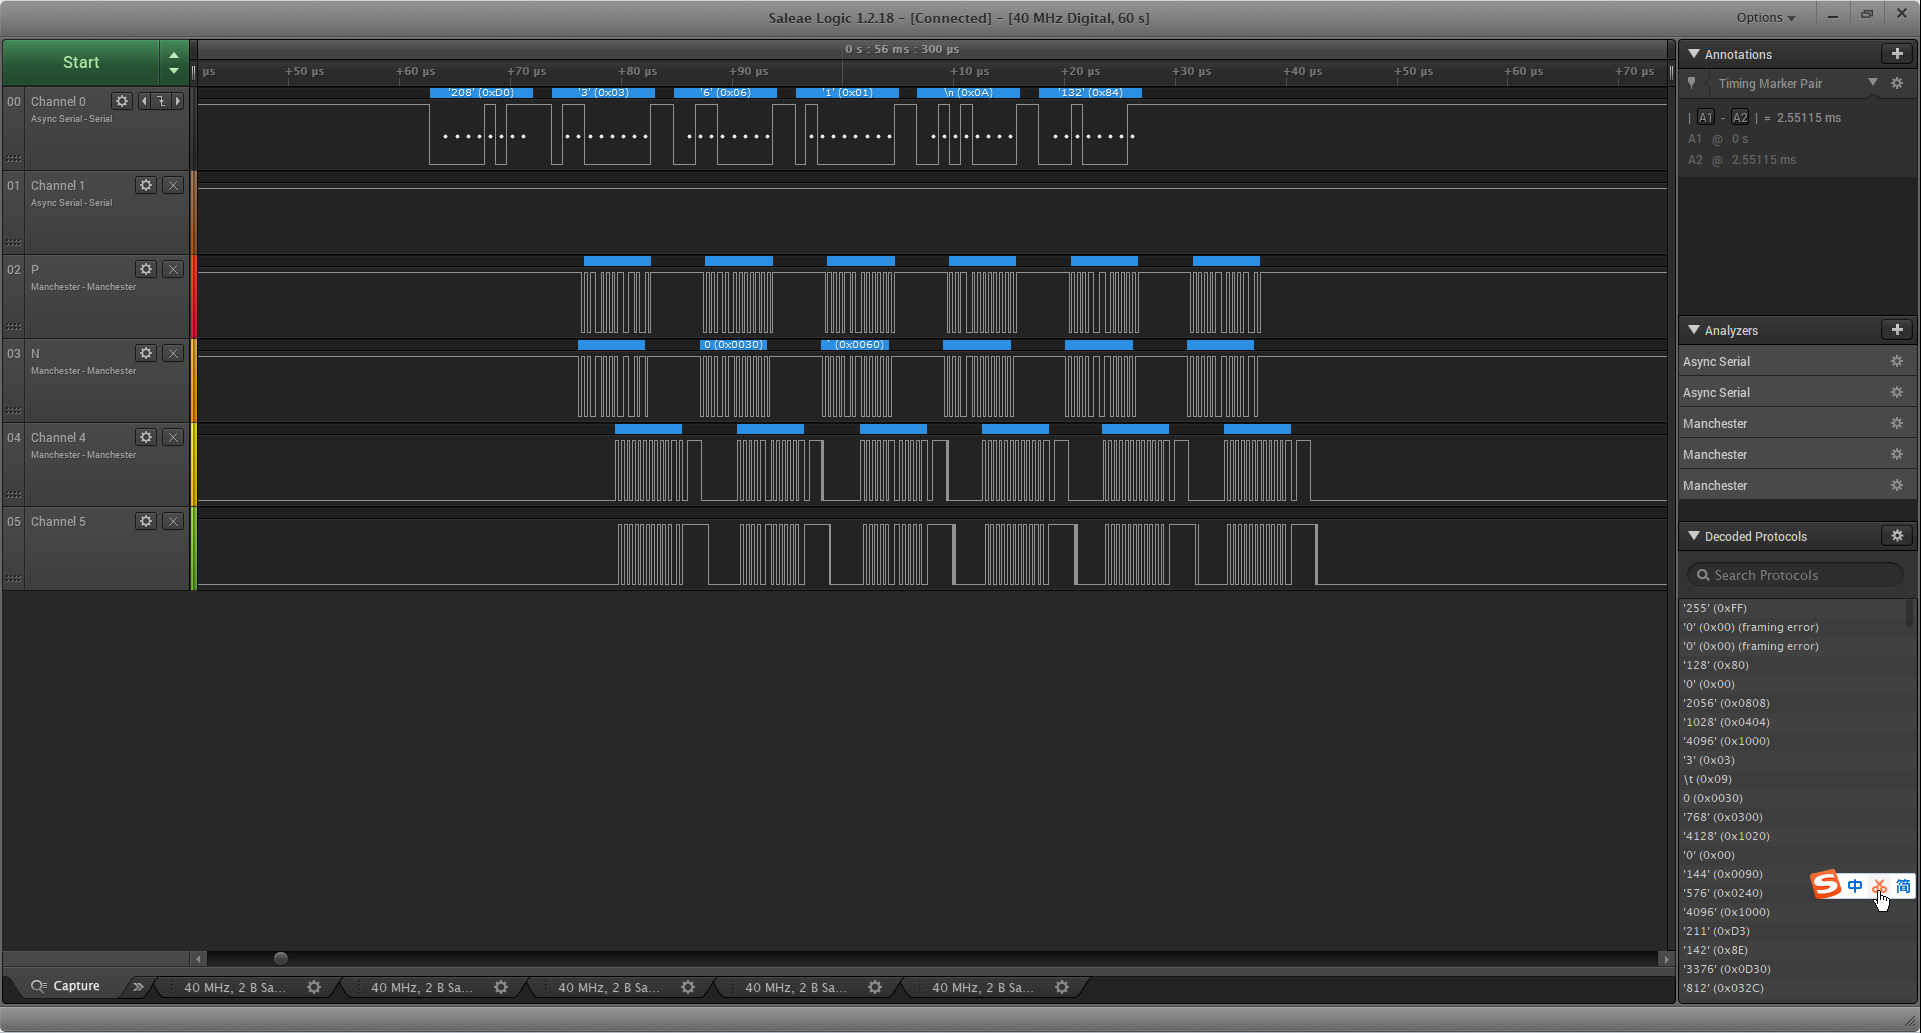 Saleae Logic 1.2.18 - [Connected] - [40 MHz Digital, 60 s]
Options
Start
0 s : 56 ms : 300 µs
µs +50 µs +60 µs +70 µs +80 µs +90 µs +10 µs +20 µs +30 µs +40 µs +50 µs +60 µs +70 µs
00 Channel 0
Async Serial - Serial
'208' (0xD0) '3' (0x03) '6' (0x06) '1' (0x01) \n (0x0A) '132' (0x84)
01 Channel 1
Async Serial - Serial
02 P
Manchester - Manchester
03 N
Manchester - Manchester
0 (0x0030) ` (0x0060)
04 Channel 4
Manchester - Manchester
05 Channel 5
Capture
40 MHz, 2 B Sa...
40 MHz, 2 B Sa...
40 MHz, 2 B Sa...
40 MHz, 2 B Sa...
40 MHz, 2 B Sa...
Annotations
Timing Marker Pair
| A1 - A2 | = 2.55115 ms
A1 @ 0 s
A2 @ 2.55115 ms
Analyzers
Async Serial
Async Serial
Manchester
Manchester
Manchester
Decoded Protocols
Search Protocols
'255' (0xFF)
'0' (0x00) (framing error)
'0' (0x00) (framing error)
'128' (0x80)
'0' (0x00)
'2056' (0x0808)
'1028' (0x0404)
'4096' (0x1000)
'3' (0x03)
\t (0x09)
0 (0x0030)
'768' (0x0300)
'4128' (0x1020)
'0' (0x00)
'144' (0x0090)
'576' (0x0240)
'4096' (0x1000)
'211' (0xD3)
'142' (0x8E)
'3376' (0x0D30)
'812' (0x032C)
S 中 简